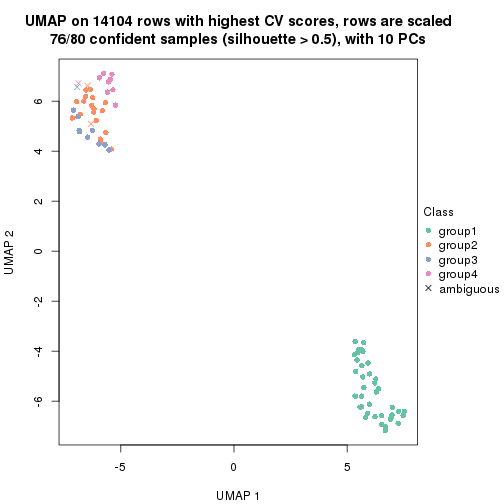 UMAP on 14104 rows with highest CV scores, rows are scaled
76/80 confident samples (silhouette > 0.5), with 10 PCs
6
4
2
0
-2
-4
-6
UMAP 2
-5
0
5
UMAP 1
Class
group1
group2
group3
group4
ambiguous